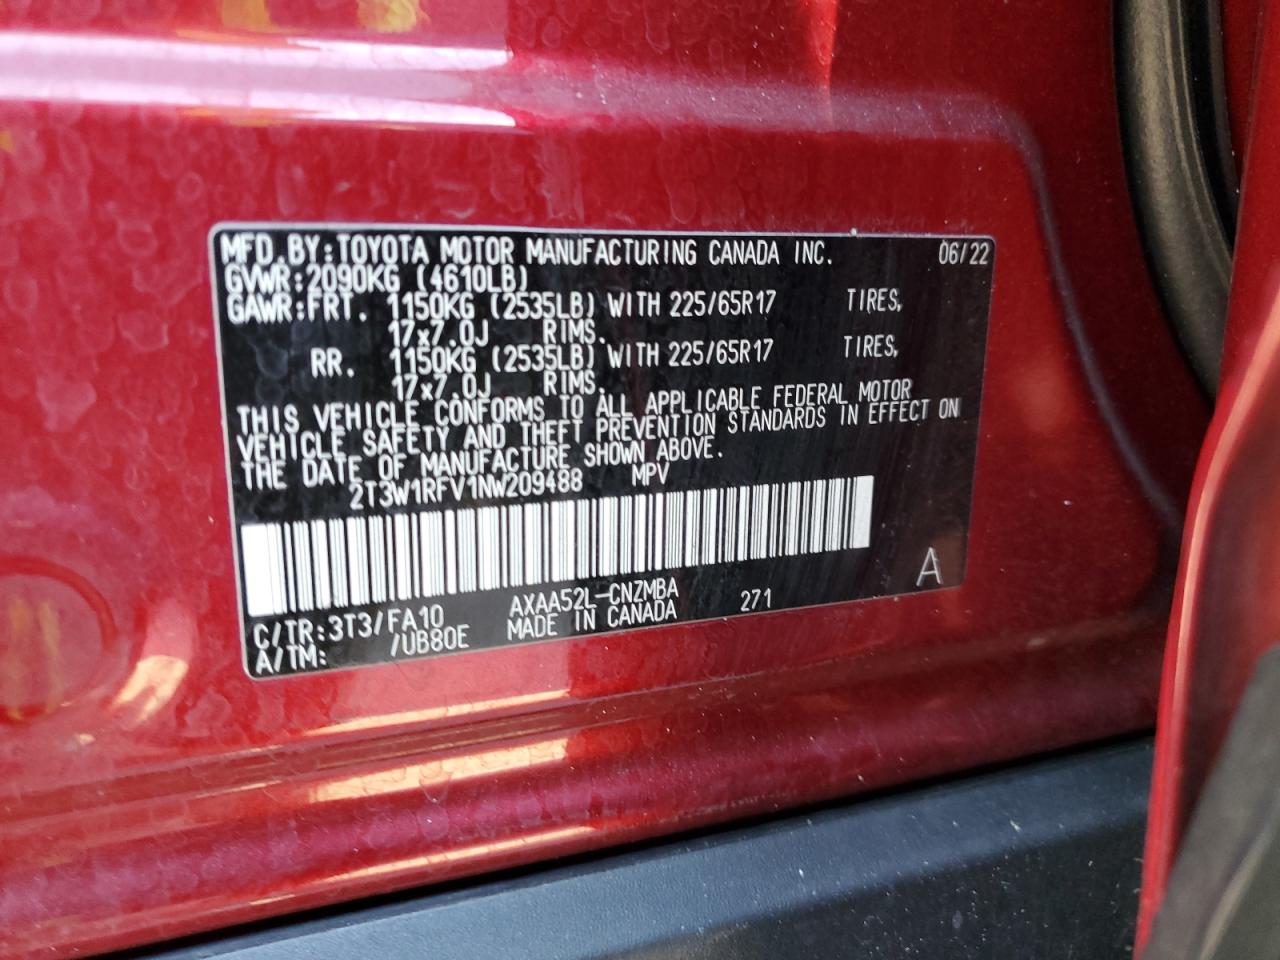 MFD.BY:TOYOTA MOTOR MANUFACTURING CANADA INC. 06/22
GVWR:2090KG (4610LB)
GAWR:FRT. 1150KG (2535LB) WITH 225/65R17 TIRES,
17x7.0J RIMS.
RR. 1150KG (2535LB) WITH 225/65R17 TIRES,
17x7.0J RIMS.
THIS VEHICLE CONFORMS TO ALL APPLICABLE FEDERAL MOTOR
VEHICLE SAFETY AND THEFT PREVENTION STANDARDS IN EFFECT ON
THE DATE OF MANUFACTURE SHOWN ABOVE.
2T3W1RFV1NW209488 MPV
A
C/TR:3T3/FA10 AXAA52L-CNZMBA 271
A/TM: /UB80E MADE IN CANADA